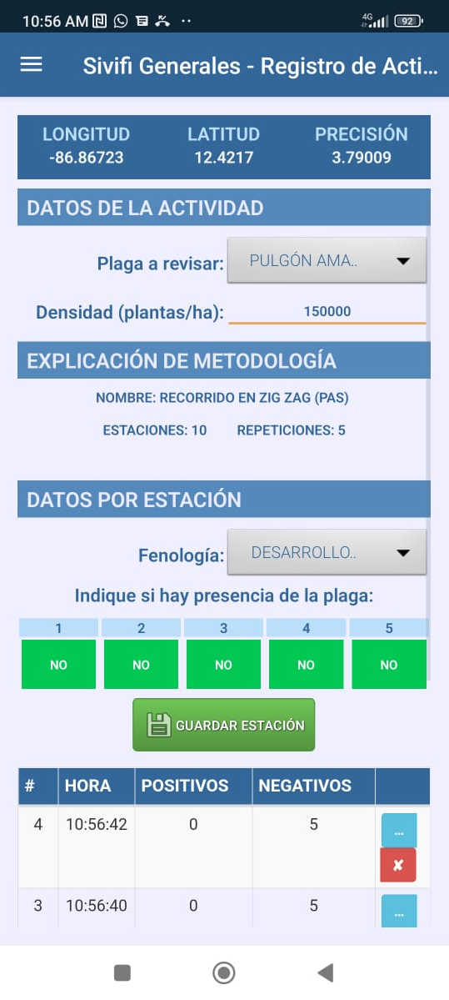 10:56 AM
4G
92
Sivifi Generales - Registro de Acti...
LONGITUD LATITUD PRECISIÓN
-86.86723 12.4217 3.79009
DATOS DE LA ACTIVIDAD
Plaga a revisar: PULGÓN AMA..
Densidad (plantas/ha): 150000
EXPLICACIÓN DE METODOLOGÍA
NOMBRE: RECORRIDO EN ZIG ZAG (PAS)
ESTACIONES: 10 REPETICIONES: 5
DATOS POR ESTACIÓN
Fenología: DESARROLLO..
Indique si hay presencia de la plaga:
1 2 3 4 5
NO NO NO NO NO
GUARDAR ESTACIÓN
# HORA POSITIVOS NEGATIVOS
4 10:56:42 0 5 ...
3 10:56:40 0 5 ...